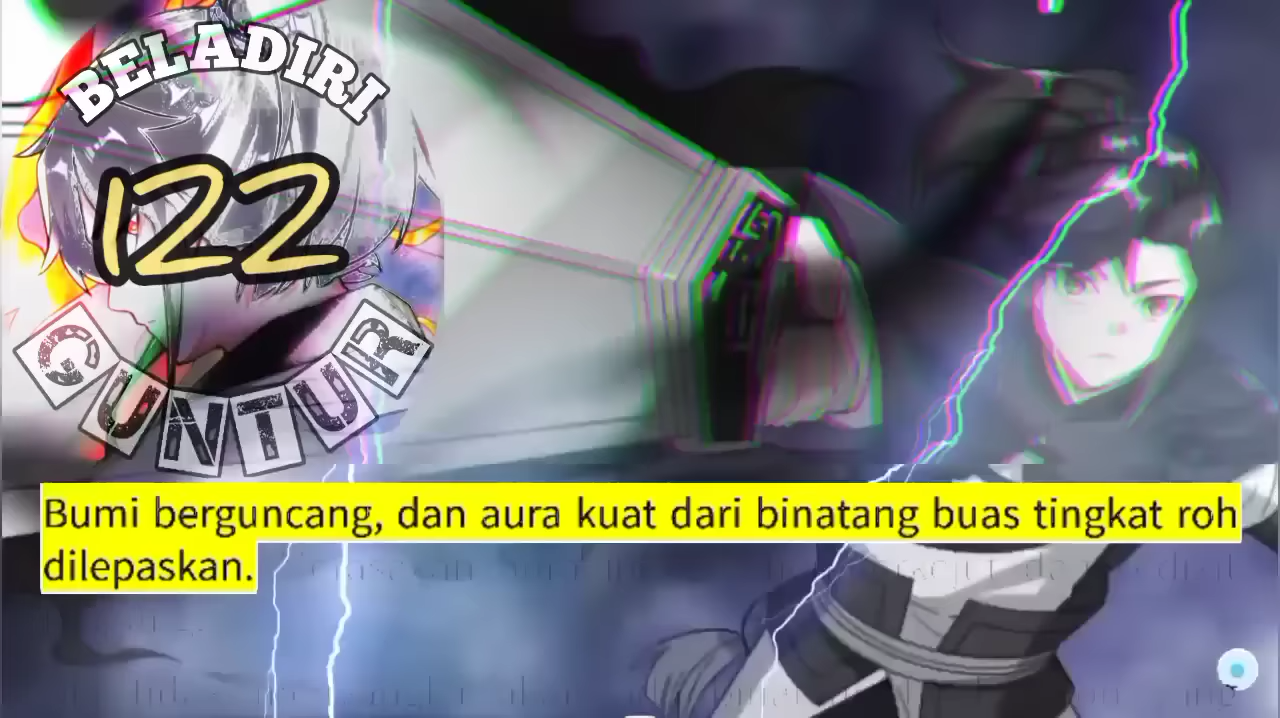 BELADIRI
122
GUNTUR
Bumi berguncang, dan aura kuat dari binatang buas tingkat roh
dilepaskan.